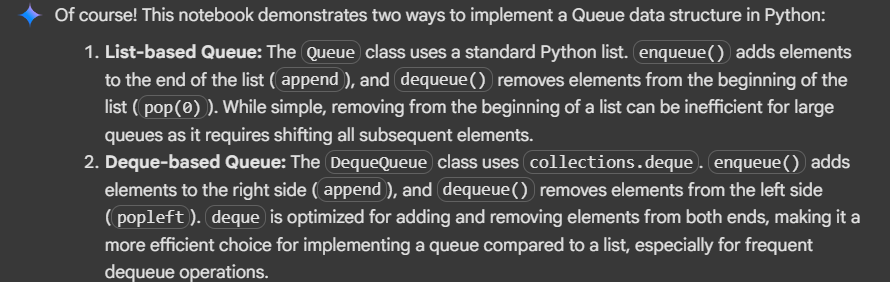 Of course! This notebook demonstrates two ways to implement a Queue data structure in Python:
1. List-based Queue: The Queue class uses a standard Python list. enqueue() adds elements
to the end of the list (append), and dequeue() removes elements from the beginning of the
list (pop(0)). While simple, removing from the beginning of a list can be inefficient for large
queues as it requires shifting all subsequent elements.
2. Deque-based Queue: The DequeQueue class uses collections.deque. enqueue() adds
elements to the right side (append), and dequeue() removes elements from the left side
(popleft). deque is optimized for adding and removing elements from both ends, making it a
more efficient choice for implementing a queue compared to a list, especially for frequent
dequeue operations.